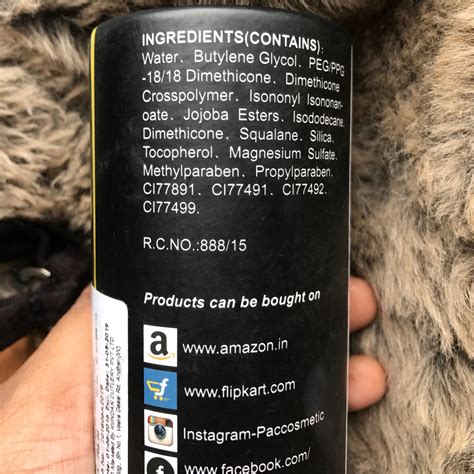 INGREDIENTS(CONTAINS):
Water、Butylene Glycol、PEG/PPG
-18/18 Dimethicone、Dimethicone
Crosspolymer、Isononyl Isononan-
oate、Jojoba Esters、Isododecane、
Dimethicone、Squalane、Silica、
Tocopherol、Magnesium Sulfate、
Methylparaben、Propylparaben、
CI77891、CI77491、CI77492、
CI77499.
R.C.NO.:888/15
Products can be bought on
a
www.amazon.in
f
www.flipkart.com
Instagram-Paccosmetic
f
www.facebook.com/